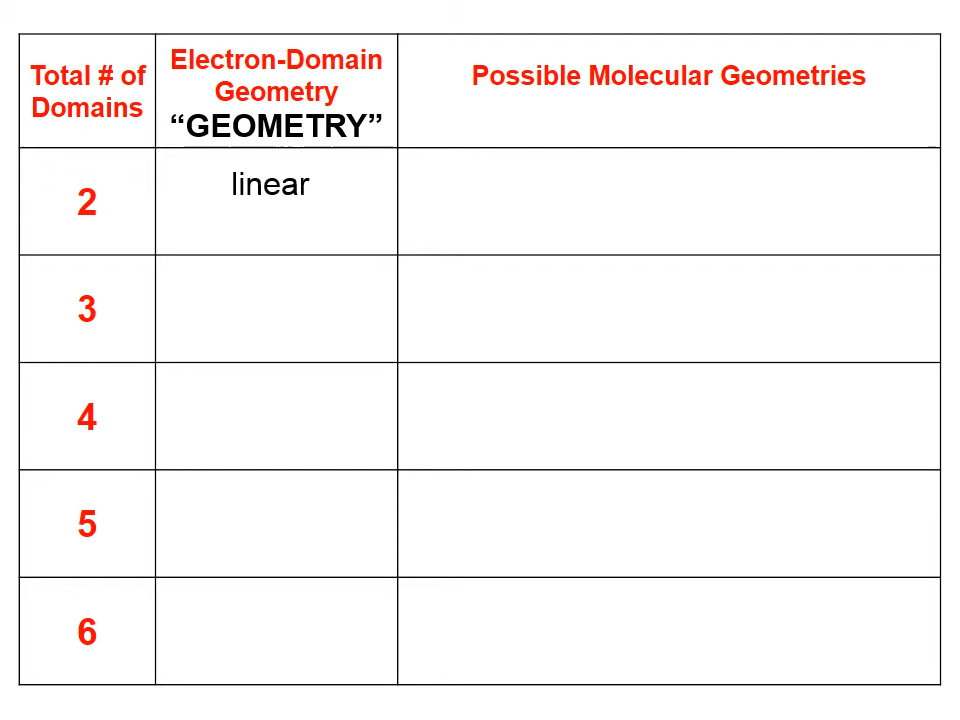 Total # of
Domains
Electron-Domain
Geometry
“GEOMETRY”
Possible Molecular Geometries
2
linear
3
4
5
6